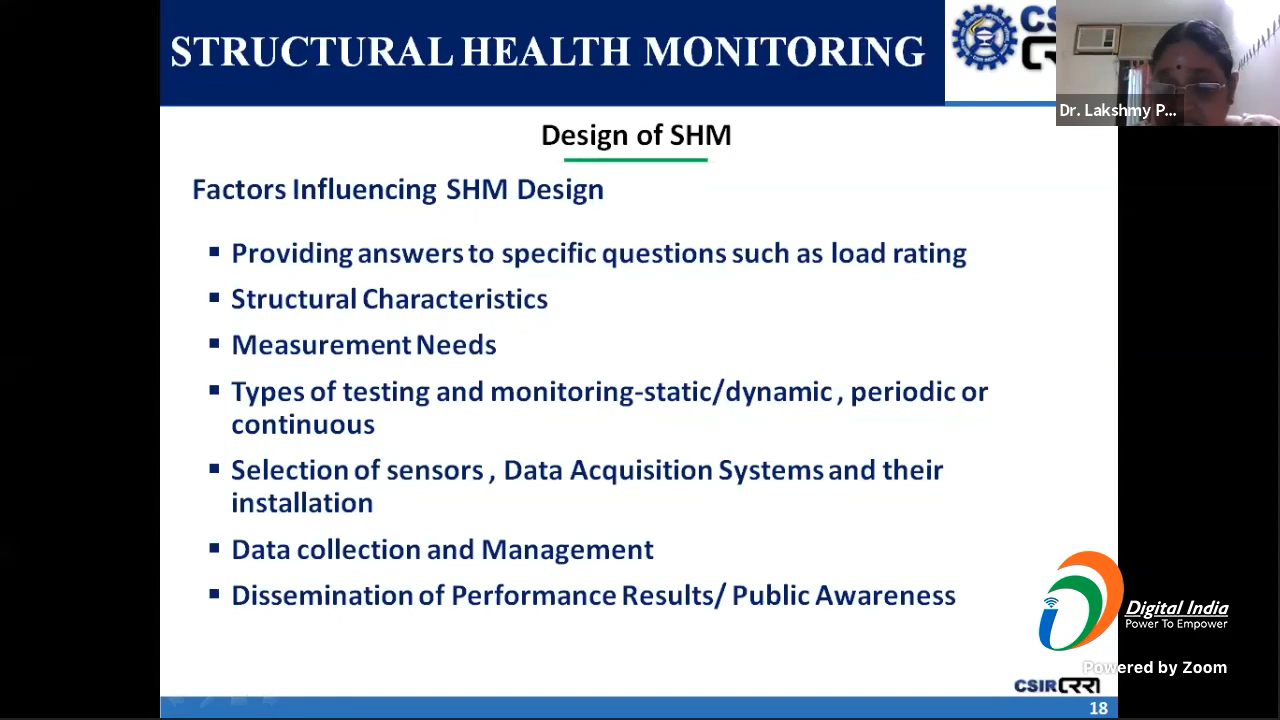 STRUCTURAL HEALTH MONITORING
CS
Dr. Lakshmy P...
Design of SHM
Factors Influencing SHM Design
▪ Providing answers to specific questions such as load rating
▪ Structural Characteristics
▪ Measurement Needs
▪ Types of testing and monitoring-static/dynamic , periodic or
continuous
▪ Selection of sensors , Data Acquisition Systems and their
installation
▪ Data collection and Management
▪ Dissemination of Performance Results/ Public Awareness
Digital India
Power To Empower
Powered by Zoom
CSIR CRRI
18